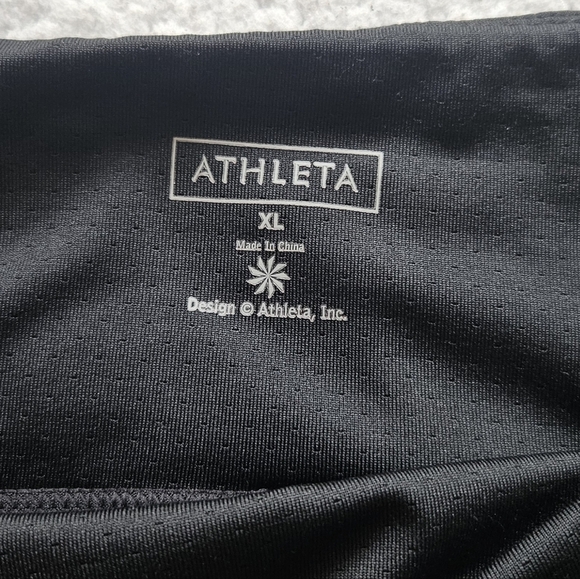 ATHLETA
XL
Made In China
Design © Athleta, Inc.